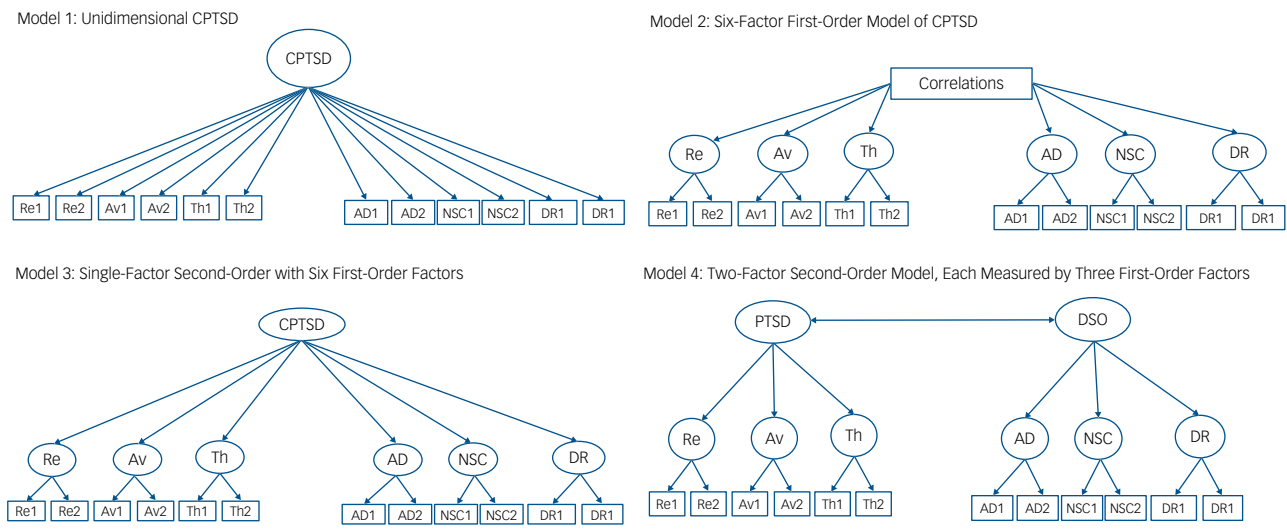 Model 1: Unidimensional CPTSD
CPTSD
Re1 Re2 Av1 Av2 Th1 Th2 AD1 AD2 NSC1 NSC2 DR1 DR1
Model 2: Six-Factor First-Order Model of CPTSD
Correlations
Re Av Th AD NSC DR
Re1 Re2 Av1 Av2 Th1 Th2 AD1 AD2 NSC1 NSC2 DR1 DR1
Model 3: Single-Factor Second-Order with Six First-Order Factors
CPTSD
Re Av Th AD NSC DR
Re1 Re2 Av1 Av2 Th1 Th2 AD1 AD2 NSC1 NSC2 DR1 DR1
Model 4: Two-Factor Second-Order Model, Each Measured by Three First-Order Factors
PTSD DSO
Re Av Th AD NSC DR
Re1 Re2 Av1 Av2 Th1 Th2 AD1 AD2 NSC1 NSC2 DR1 DR1